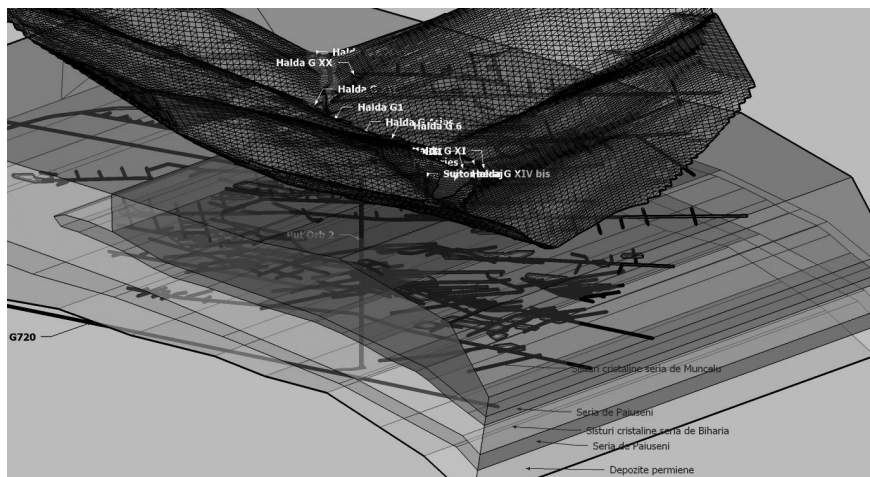 Halda
Halda G XX
Halda G
Halda G1
Halda G
Halda G 6
G XI
Halda G XIV bis
Put Orb 2
G720
Sisturi cristaline seria de Muncelu
Seria de Paiuseni
Sisturi cristaline seria de Biharia
Seria de Paiuseni
Depozite permiene